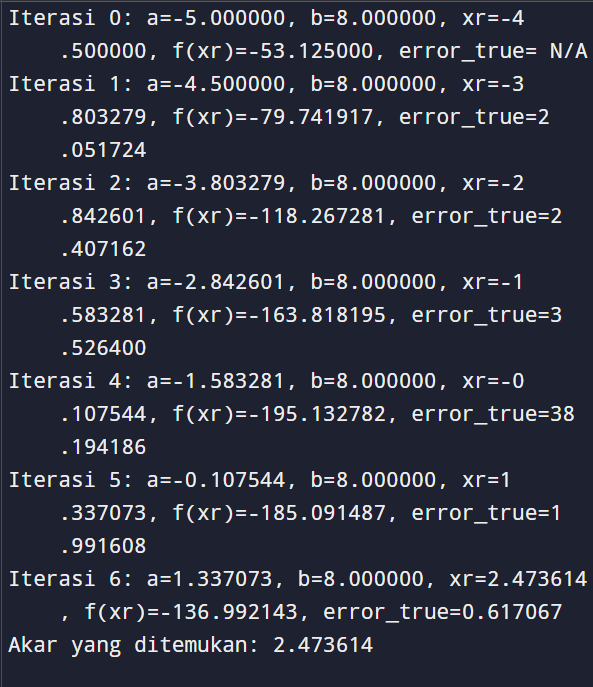 Iterasi 0: a=-5.000000, b=8.000000, xr=-4
.500000, f(xr)=-53.125000, error_true= N/A
Iterasi 1: a=-4.500000, b=8.000000, xr=-3
.803279, f(xr)=-79.741917, error_true=2
.051724
Iterasi 2: a=-3.803279, b=8.000000, xr=-2
.842601, f(xr)=-118.267281, error_true=2
.407162
Iterasi 3: a=-2.842601, b=8.000000, xr=-1
.583281, f(xr)=-163.818195, error_true=3
.526400
Iterasi 4: a=-1.583281, b=8.000000, xr=-0
.107544, f(xr)=-195.132782, error_true=38
.194186
Iterasi 5: a=-0.107544, b=8.000000, xr=1
.337073, f(xr)=-185.091487, error_true=1
.991608
Iterasi 6: a=1.337073, b=8.000000, xr=2.473614
, f(xr)=-136.992143, error_true=0.617067
Akar yang ditemukan: 2.473614